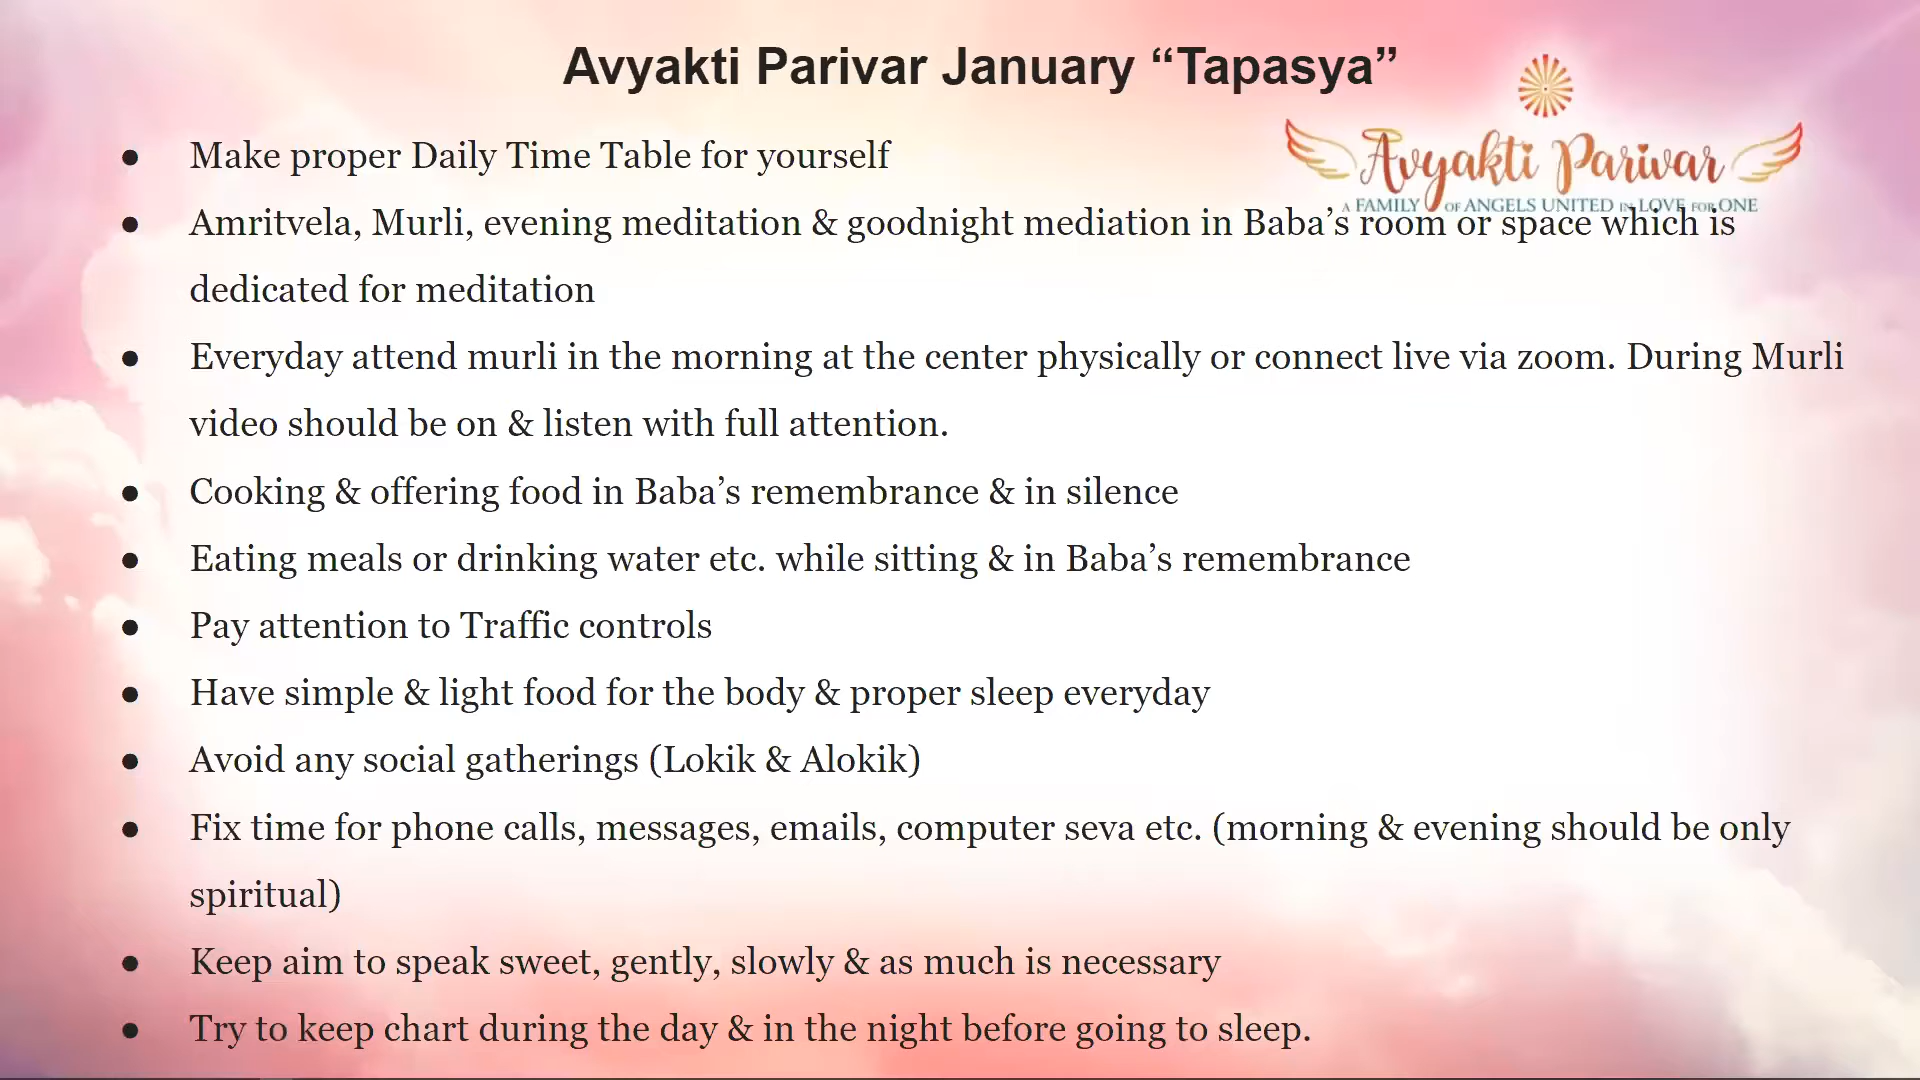 Avyakti Parivar January “Tapasya”
Avyakti Parivar
A FAMILY OF ANGELS UNITED IN LOVE FOR ONE
● Make proper Daily Time Table for yourself
● Amritvela, Murli, evening meditation & goodnight mediation in Baba’s room or space which is
dedicated for meditation
● Everyday attend murli in the morning at the center physically or connect live via zoom. During Murli
video should be on & listen with full attention.
● Cooking & offering food in Baba’s remembrance & in silence
● Eating meals or drinking water etc. while sitting & in Baba’s remembrance
● Pay attention to Traffic controls
● Have simple & light food for the body & proper sleep everyday
● Avoid any social gatherings (Lokik & Alokik)
● Fix time for phone calls, messages, emails, computer seva etc. (morning & evening should be only
spiritual)
● Keep aim to speak sweet, gently, slowly & as much is necessary
● Try to keep chart during the day & in the night before going to sleep.